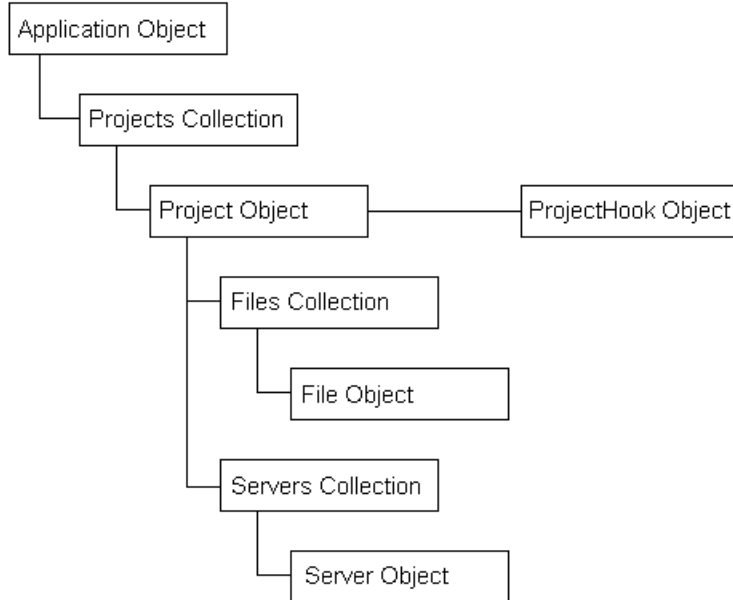 Application Object
Projects Collection
Project Object
ProjectHook Object
Files Collection
File Object
Servers Collection
Server Object